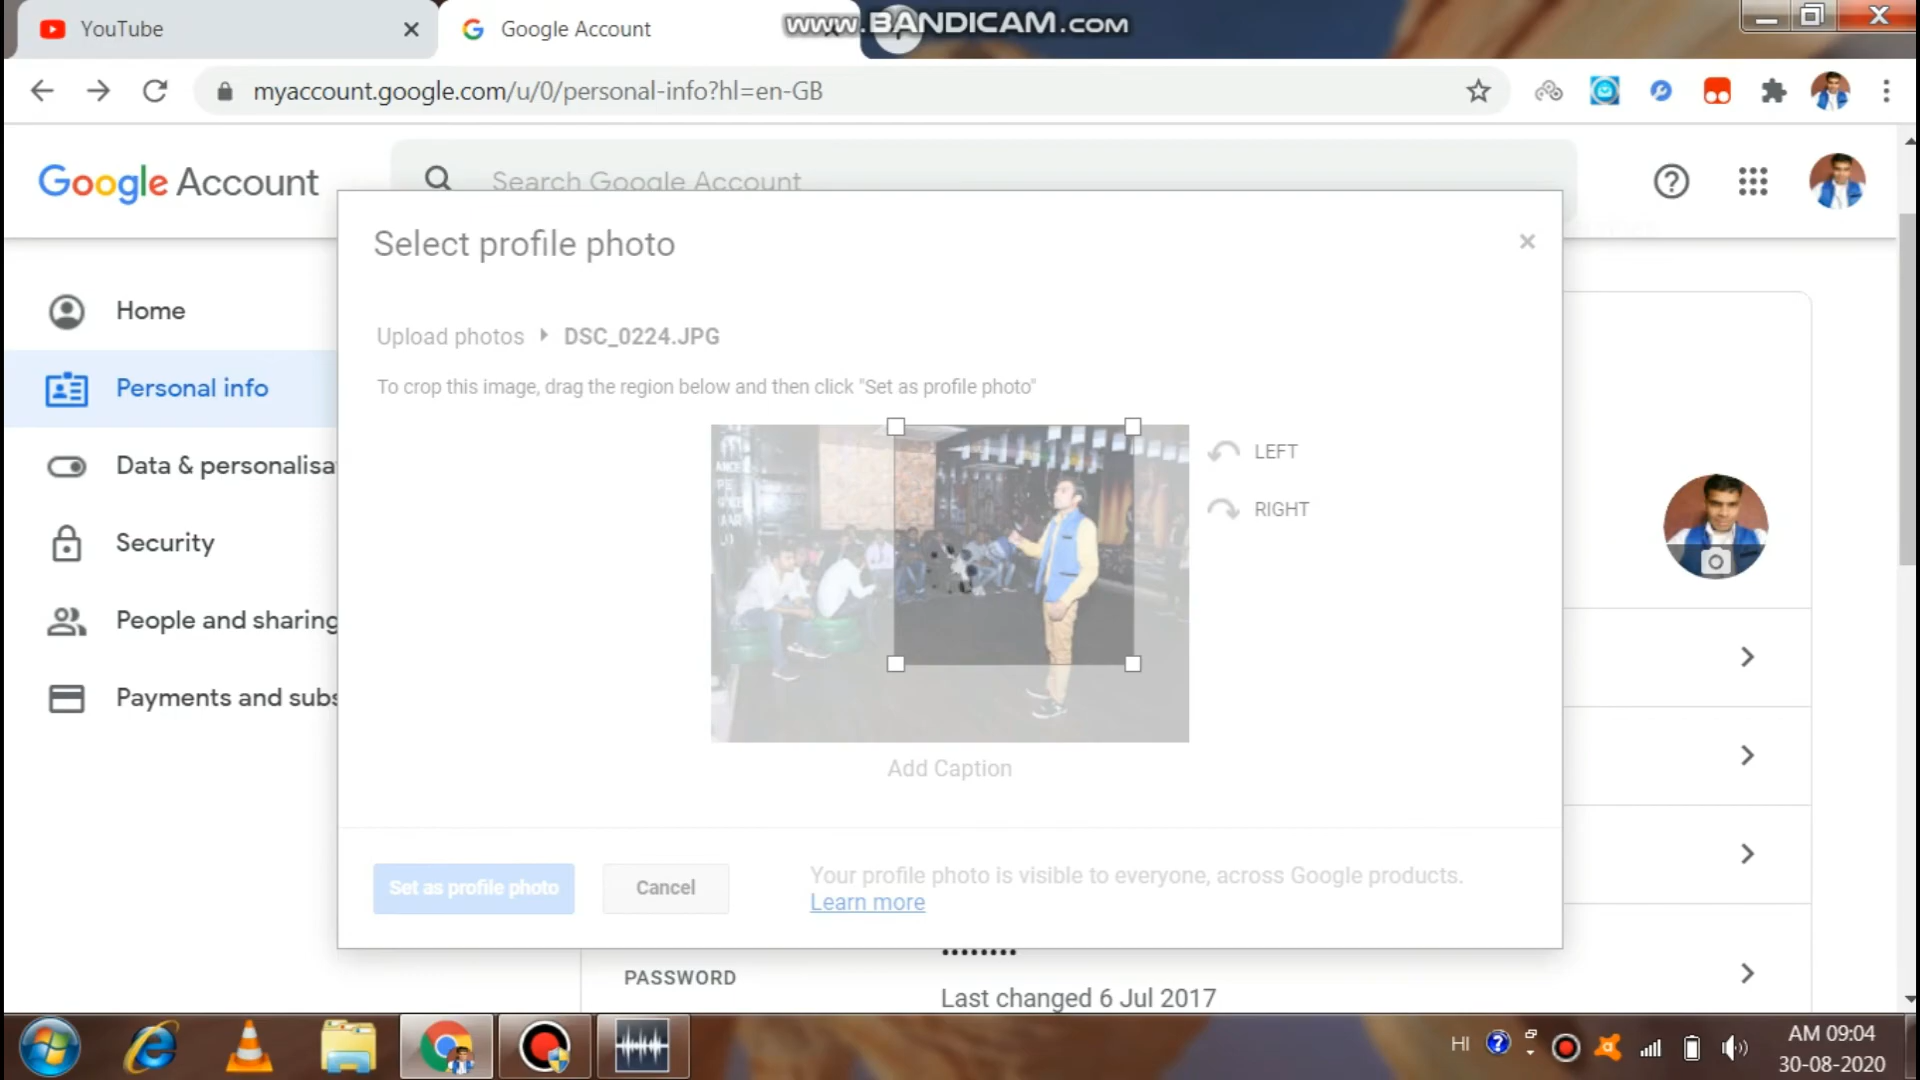 YouTube
Google Account
www.BANDICAM.com
myaccount.google.com/u/0/personal-info?hl=en-GB
Google Account
Search Google Account
Select profile photo
Home
Upload photos
DSC_0224.JPG
Personal info
To crop this image, drag the region below and then click "Set as profile photo"
LEFT
Data & personalisa
RIGHT
Security
People and sharing
Payments and subs
Add Caption
Set as profile photo
Cancel
Your profile photo is visible to everyone, across Google products.
Learn more
••••••••
PASSWORD
Last changed 6 Jul 2017
HI
AM 09:04
30-08-2020